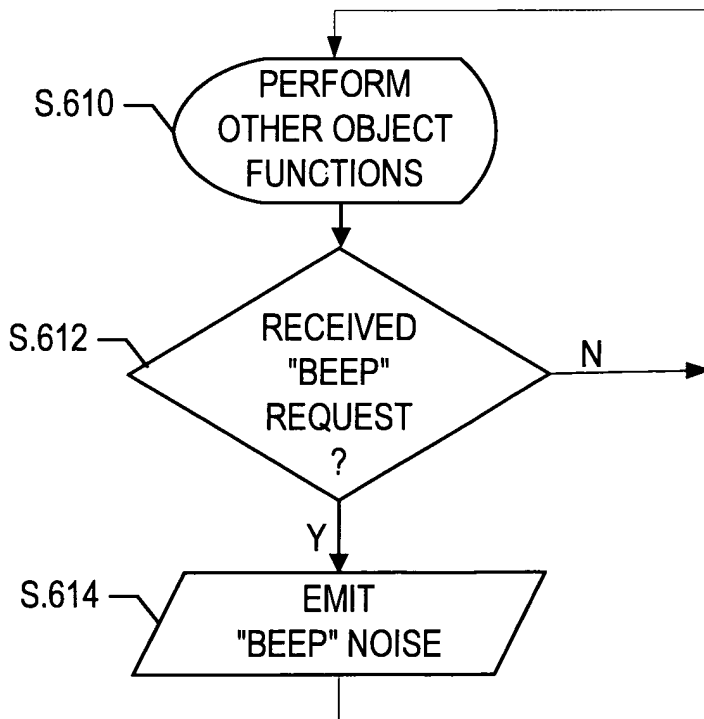 S.610
PERFORM
OTHER OBJECT
FUNCTIONS
S.612
RECEIVED
"BEEP"
REQUEST
?
N
Y
S.614
EMIT
"BEEP" NOISE